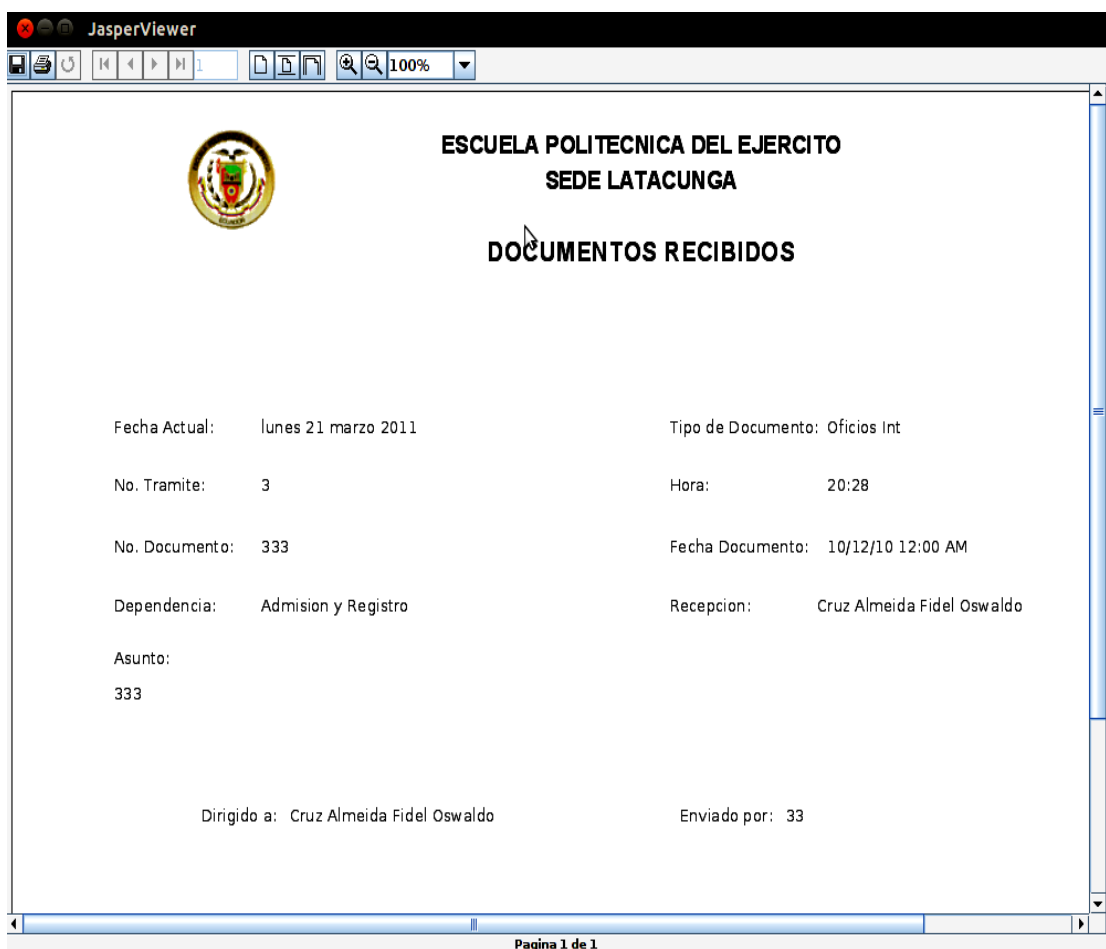 JasperViewer
1
100%
ESCUELA POLITECNICA DEL EJERCITO
SEDE LATACUNGA
ECUADOR
DOCUMENTOS RECIBIDOS
Fecha Actual: lunes 21 marzo 2011 Tipo de Documento: Oficios Int
No. Tramite: 3 Hora: 20:28
No. Documento: 333 Fecha Documento: 10/12/10 12:00 AM
Dependencia: Admision y Registro Recepcion: Cruz Almeida Fidel Oswaldo
Asunto:
333
Dirigido a: Cruz Almeida Fidel Oswaldo Enviado por: 33
Pagina 1 de 1